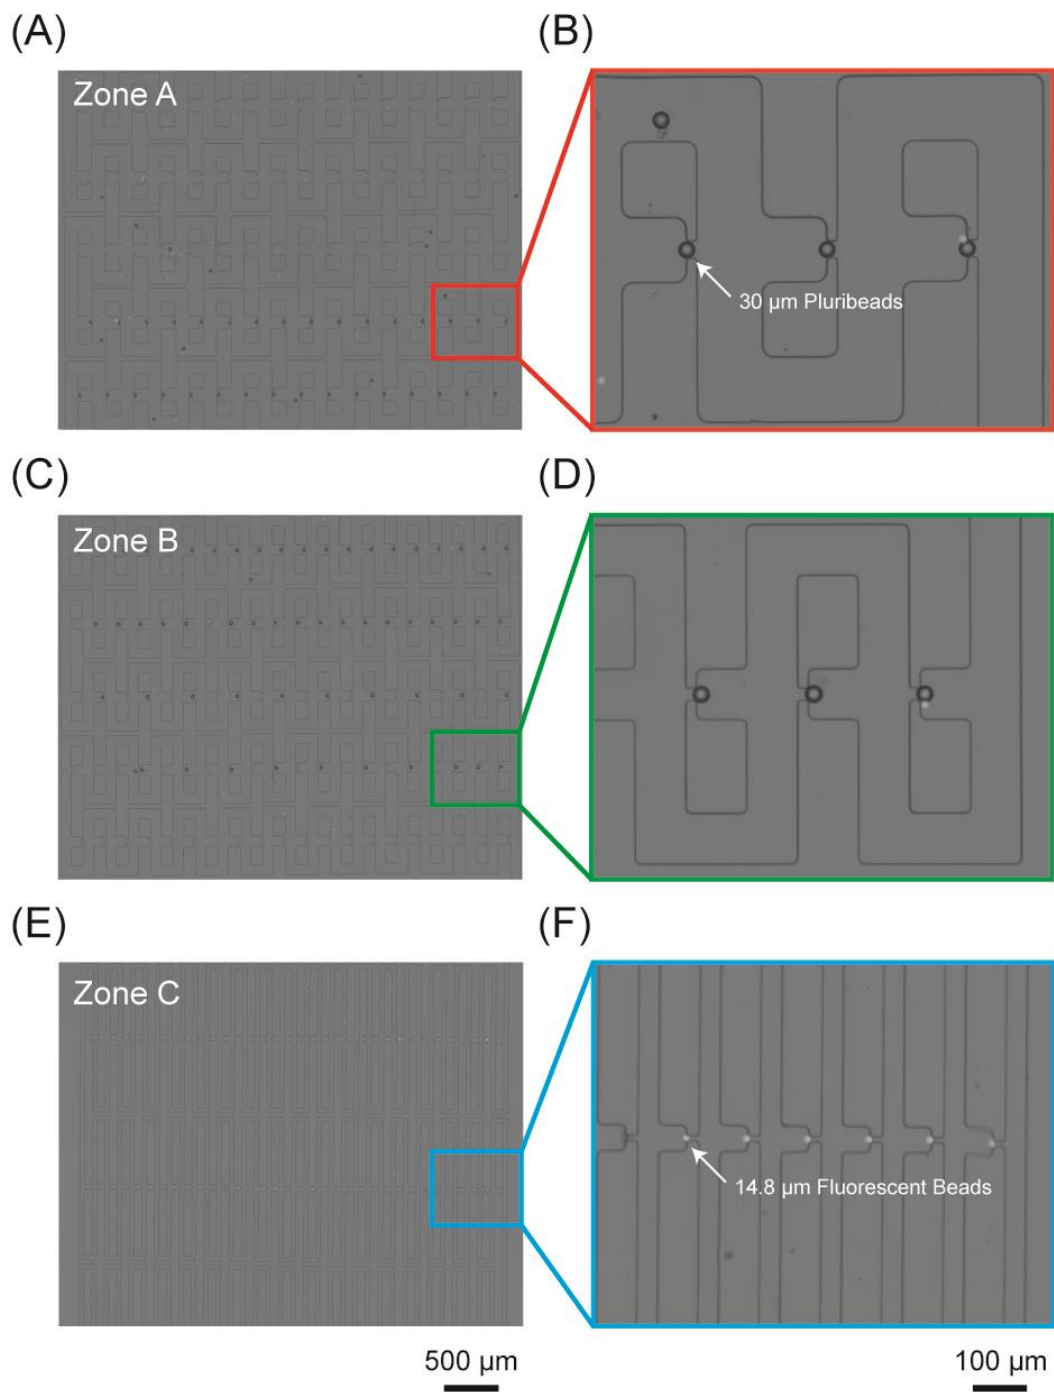 (A)
(B)
Zone A
30 µm Pluribeads
(C)
(D)
Zone B
(E)
(F)
Zone C
14.8 µm Fluorescent Beads
500 µm
100 µm